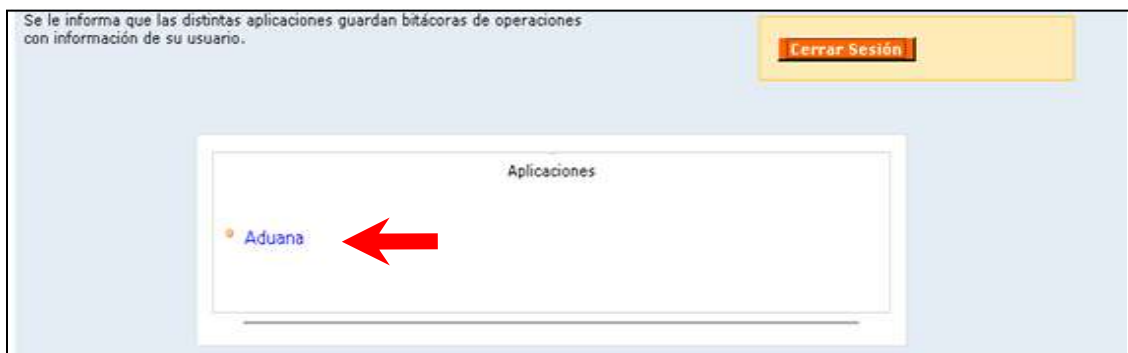 Se le informa que las distintas aplicaciones guardan bitácoras de operaciones
con información de su usuario.
Cerrar Sesión
Aplicaciones
Aduana